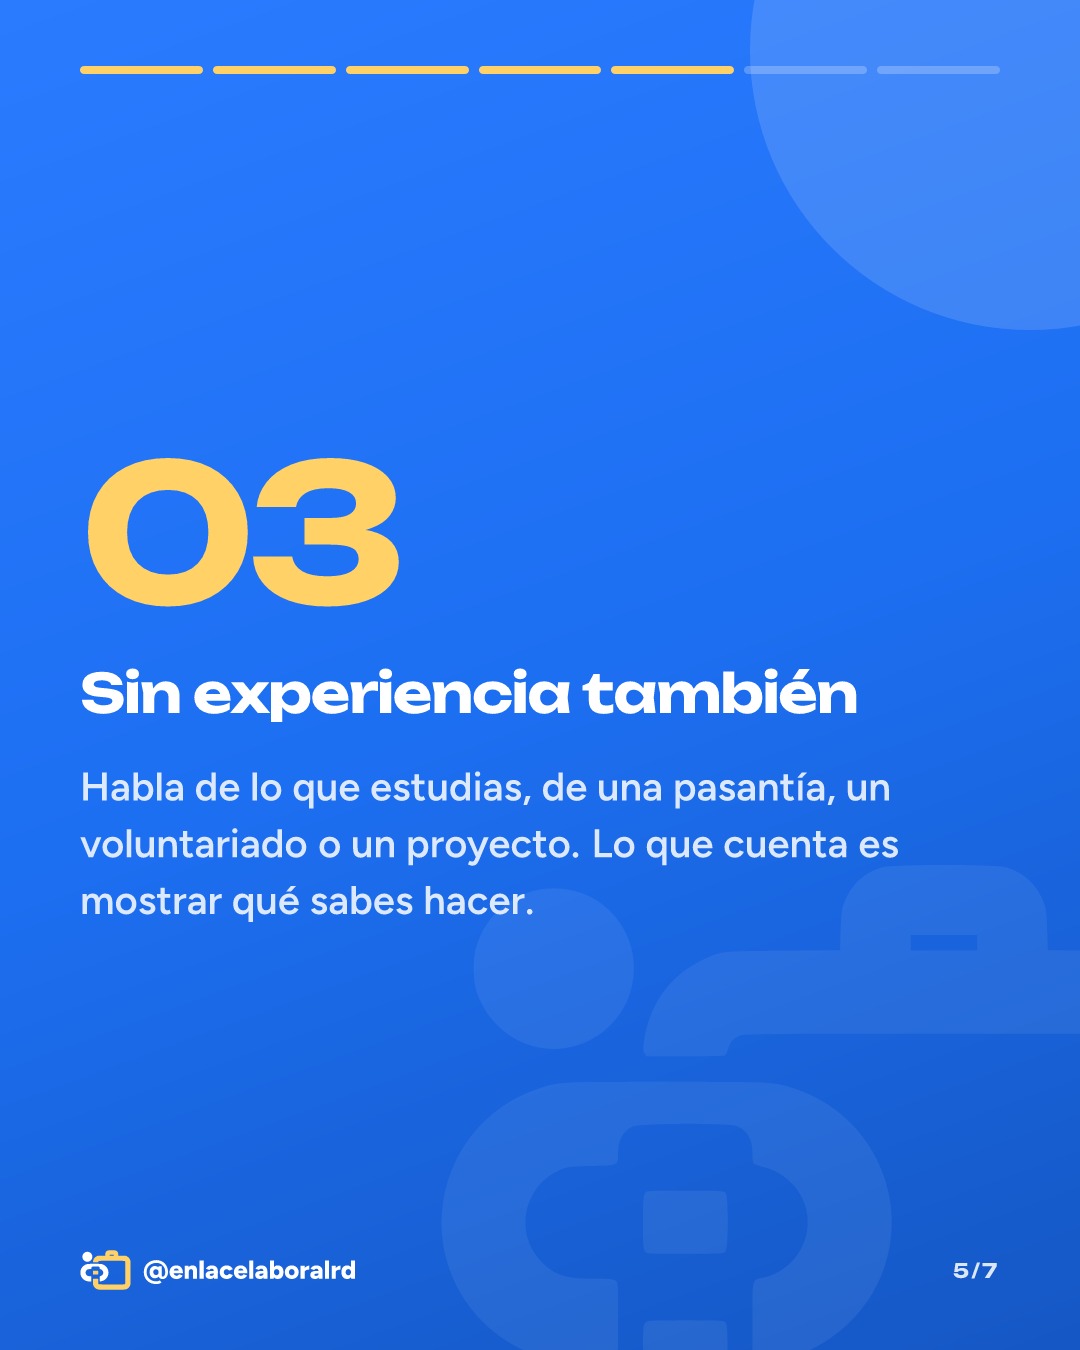 03
Sin experiencia también
Habla de lo que estudias, de una pasantía, un
voluntariado o un proyecto. Lo que cuenta es
mostrar qué sabes hacer.
@enlacelaboralrd
5/7